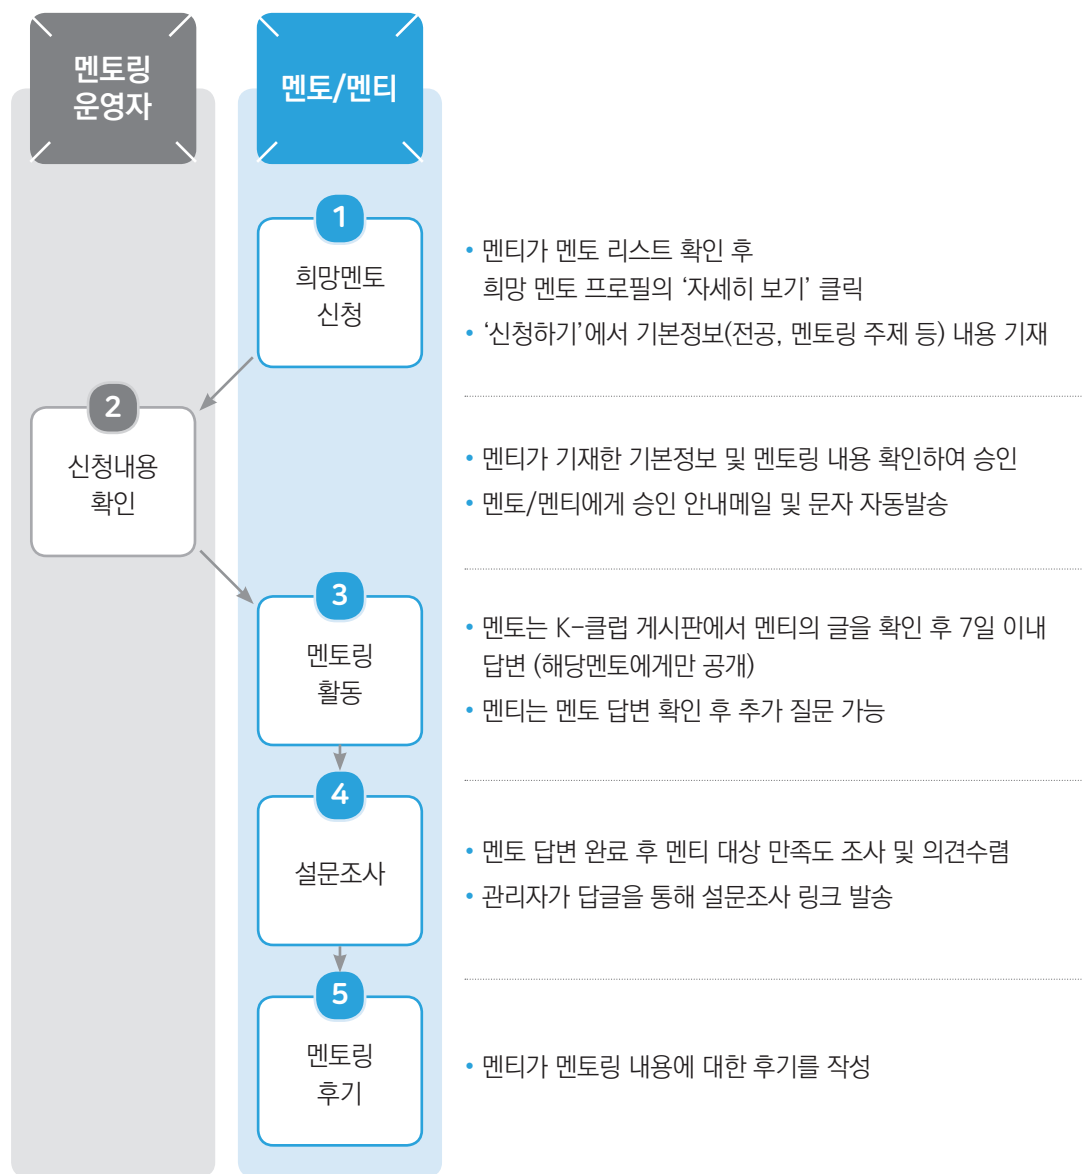 멘토링
운영자
멘토/멘티
1
희망멘토
신청
• 멘티가 멘토 리스트 확인 후
희망 멘토 프로필의 ‘자세히 보기’ 클릭
• ‘신청하기’에서 기본정보(전공, 멘토링 주제 등) 내용 기재
2
신청내용
확인
• 멘티가 기재한 기본정보 및 멘토링 내용 확인하여 승인
• 멘토/멘티에게 승인 안내메일 및 문자 자동발송
3
멘토링
활동
• 멘토는 K-클럽 게시판에서 멘티의 글을 확인 후 7일 이내
답변 (해당멘토에게만 공개)
• 멘티는 멘토 답변 확인 후 추가 질문 가능
4
설문조사
• 멘토 답변 완료 후 멘티 대상 만족도 조사 및 의견수렴
• 관리자가 답글을 통해 설문조사 링크 발송
5
멘토링
후기
• 멘티가 멘토링 내용에 대한 후기를 작성